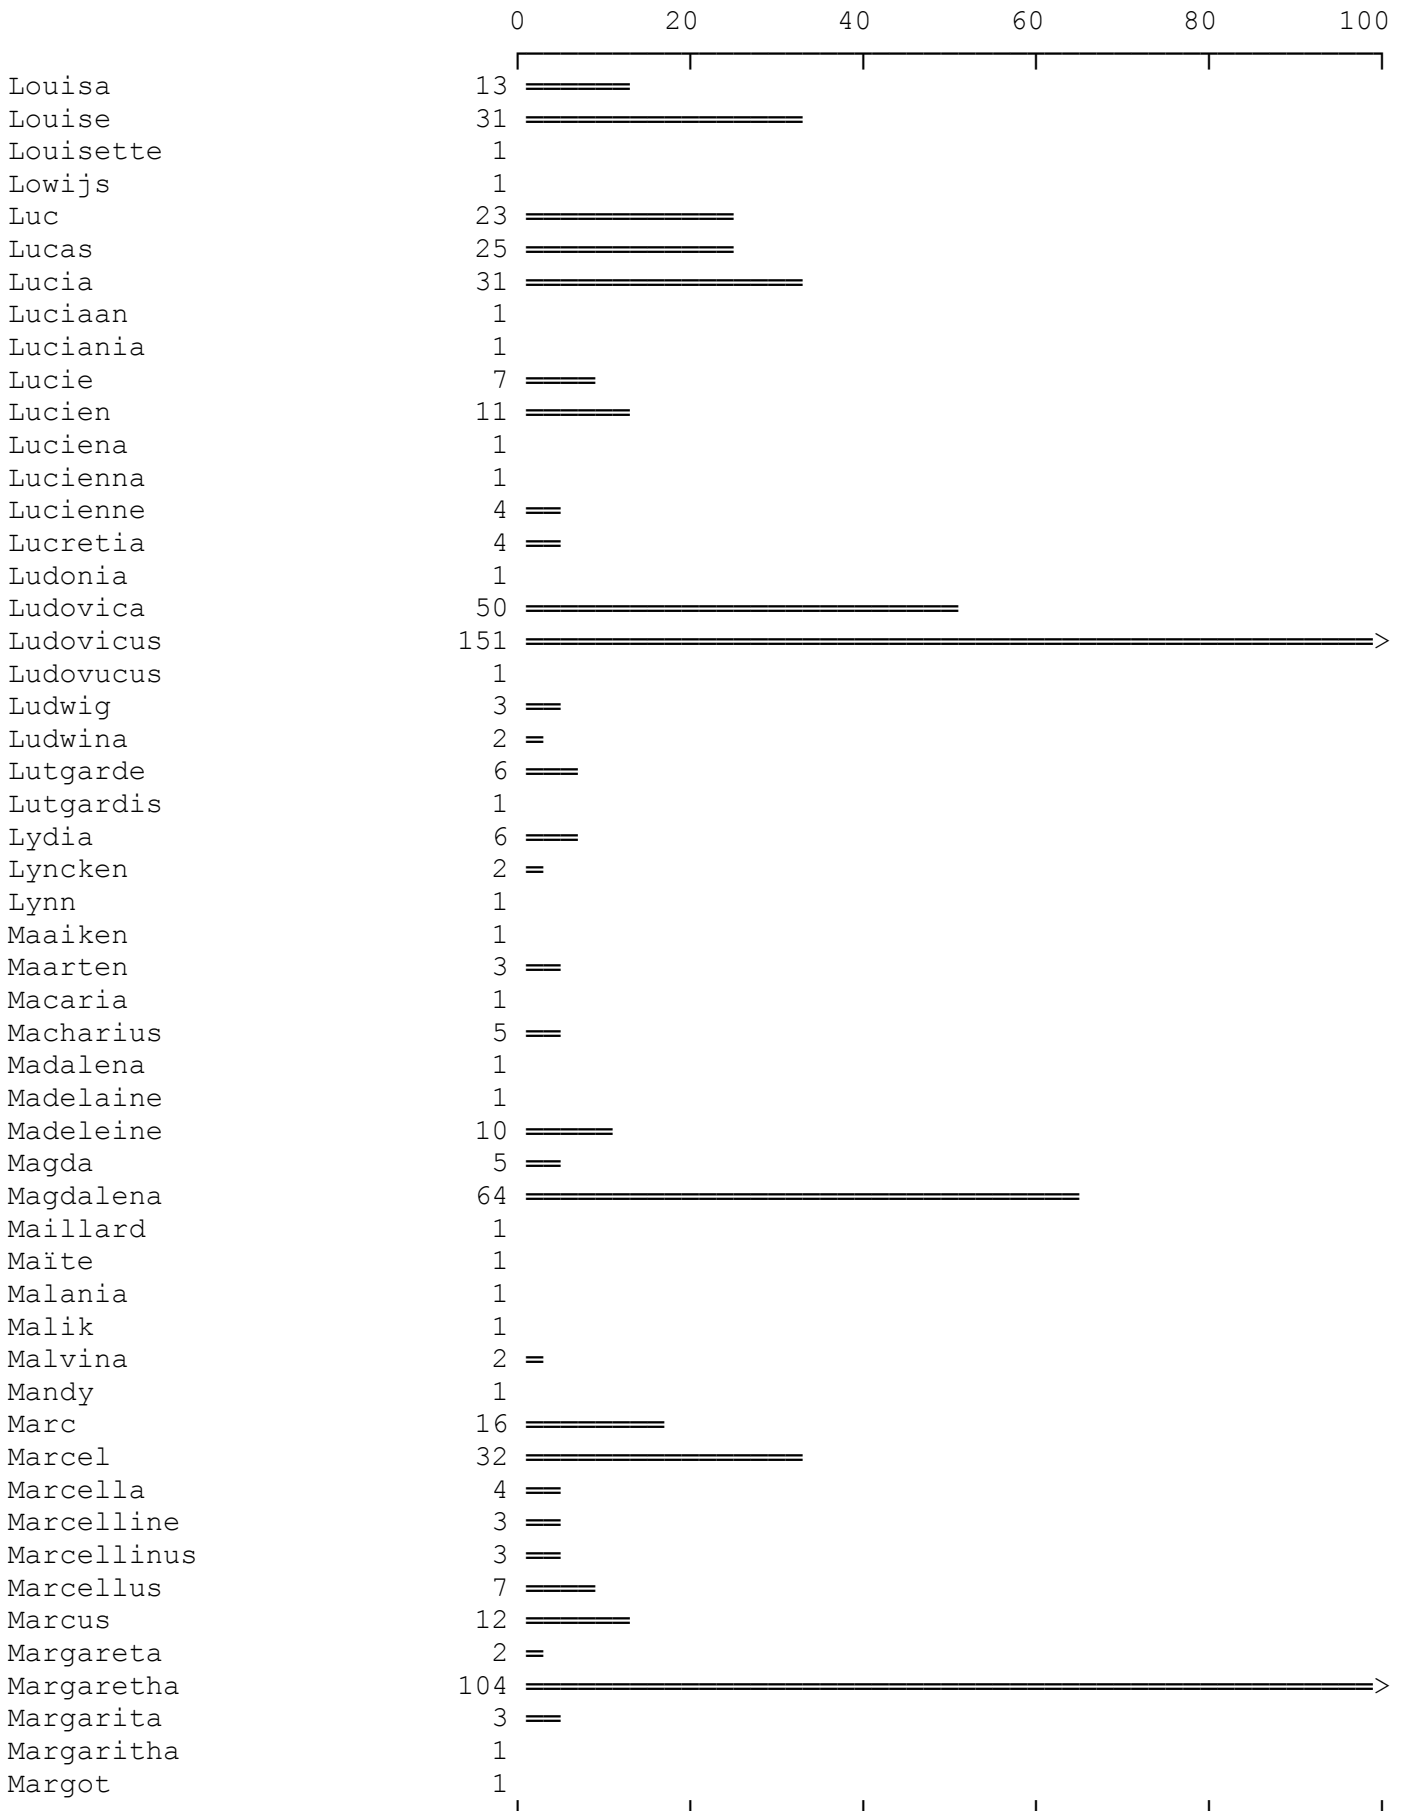 0 20 40 60 80 100
Louisa 13
Louise 31
Louisette 1
Lowijs 1
Luc 23
Lucas 25
Lucia 31
Luciaan 1
Luciania 1
Lucie 7
Lucien 11
Luciena 1
Lucienna 1
Lucienne 4
Lucretia 4
Ludonia 1
Ludovica 50
Ludovicus 151 >
Ludovucus 1
Ludwig 3
Ludwina 2
Lutgarde 6
Lutgardis 1
Lydia 6
Lyncken 2
Lynn 1
Maaiken 1
Maarten 3
Macaria 1
Macharius 5
Madalena 1
Madelaine 1
Madeleine 10
Magda 5
Magdalena 64
Maillard 1
Maïte 1
Malania 1
Malik 1
Malvina 2
Mandy 1
Marc 16
Marcel 32
Marcella 4
Marcelline 3
Marcellinus 3
Marcellus 7
Marcus 12
Margareta 2
Margaretha 104 >
Margarita 3
Margaritha 1
Margot 1